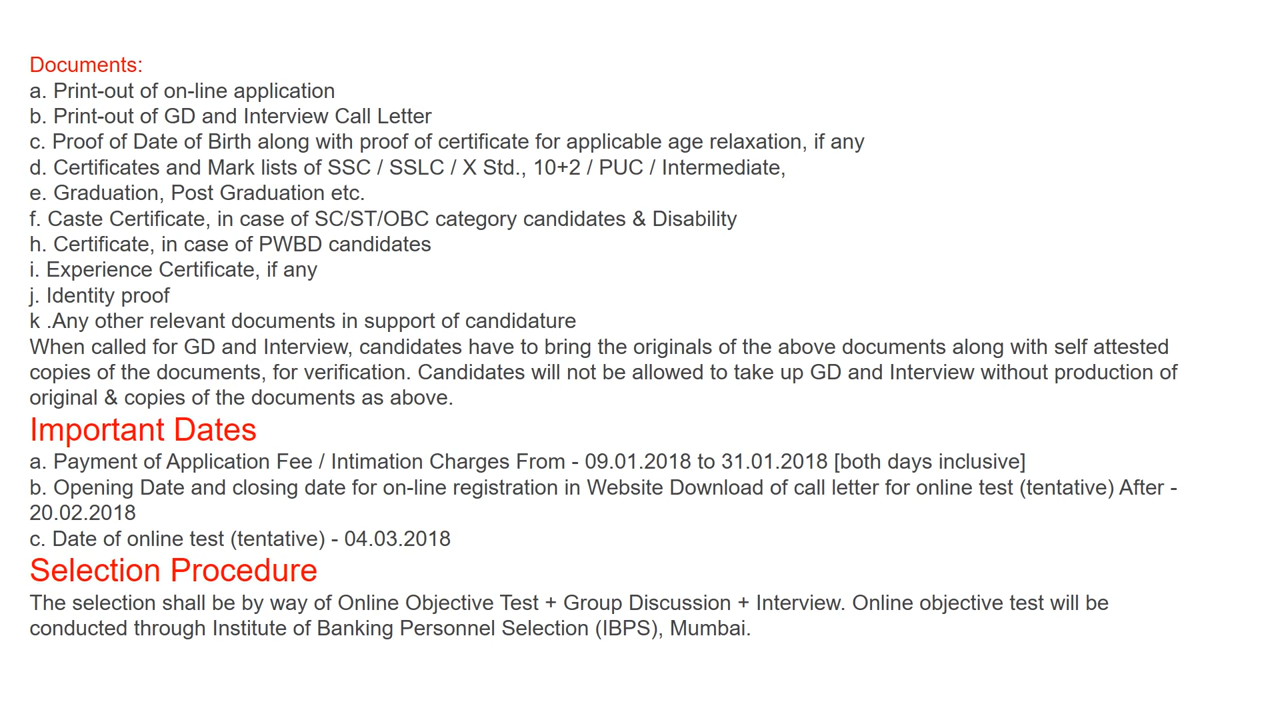 Documents:
a. Print-out of on-line application
b. Print-out of GD and Interview Call Letter
c. Proof of Date of Birth along with proof of certificate for applicable age relaxation, if any
d. Certificates and Mark lists of SSC / SSLC / X Std., 10+2 / PUC / Intermediate,
e. Graduation, Post Graduation etc.
f. Caste Certificate, in case of SC/ST/OBC category candidates & Disability
h. Certificate, in case of PWBD candidates
i. Experience Certificate, if any
j. Identity proof
k .Any other relevant documents in support of candidature
When called for GD and Interview, candidates have to bring the originals of the above documents along with self attested
copies of the documents, for verification. Candidates will not be allowed to take up GD and Interview without production of
original & copies of the documents as above.
Important Dates
a. Payment of Application Fee / Intimation Charges From - 09.01.2018 to 31.01.2018 [both days inclusive]
b. Opening Date and closing date for on-line registration in Website Download of call letter for online test (tentative) After -
20.02.2018
c. Date of online test (tentative) - 04.03.2018
Selection Procedure
The selection shall be by way of Online Objective Test + Group Discussion + Interview. Online objective test will be
conducted through Institute of Banking Personnel Selection (IBPS), Mumbai.